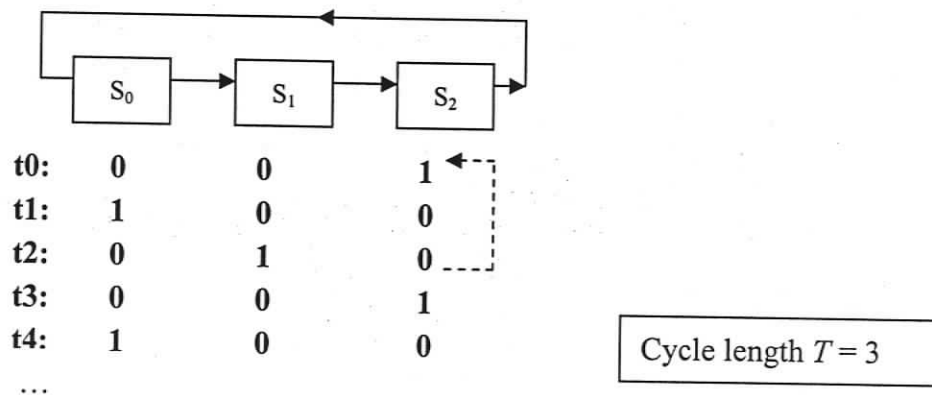 S₀ S₁ S₂
t0: 0 0 1
t1: 1 0 0
t2: 0 1 0
t3: 0 0 1
t4: 1 0 0
...
Cycle length T = 3